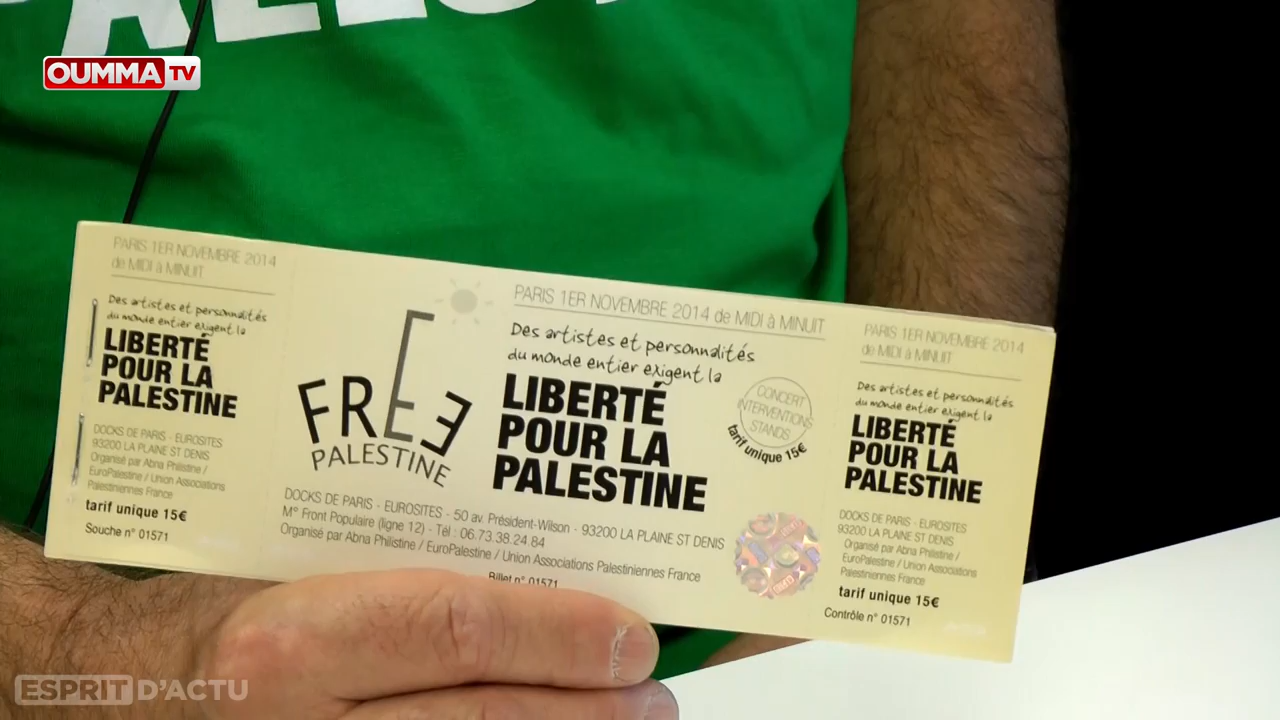 OUMMA TV
PARIS 1ER NOVEMBRE 2014
de MIDI à MINUIT
Des artistes et personnalités
du monde entier exigent la
LIBERTÉ
POUR LA
PALESTINE
DOCKS DE PARIS - EUROSITES
93200 LA PLAINE ST DENIS
Organisé par Abna Philistine /
EuroPalestine / Union Associations
Palestiniennes France
tarif unique 15€
Souche n° 01571
FREE
PALESTINE
PARIS 1ER NOVEMBRE 2014 de MIDI à MINUIT
Des artistes et personnalités
du monde entier exigent la
LIBERTÉ
POUR LA
PALESTINE
CONCERT
INTERVENTIONS
STANDS
tarif unique 15€
DOCKS DE PARIS - EUROSITES - 50 av. Président-Wilson - 93200 LA PLAINE ST DENIS
M° Front Populaire (ligne 12) - Tél : 06.73.38.24.84
Organisé par Abna Philistine / EuroPalestine / Union Associations Palestiniennes France
Billet n° 01571
PARIS 1ER NOVEMBRE 2014
de MIDI à MINUIT
Des artistes et personnalités
du monde entier exigent la
LIBERTÉ
POUR LA
PALESTINE
DOCKS DE PARIS - EUROSITES
93200 LA PLAINE ST DENIS
Organisé par Abna Philistine /
EuroPalestine / Union Associations
Palestiniennes France
tarif unique 15€
Contrôle n° 01571
ESPRIT D'ACTU